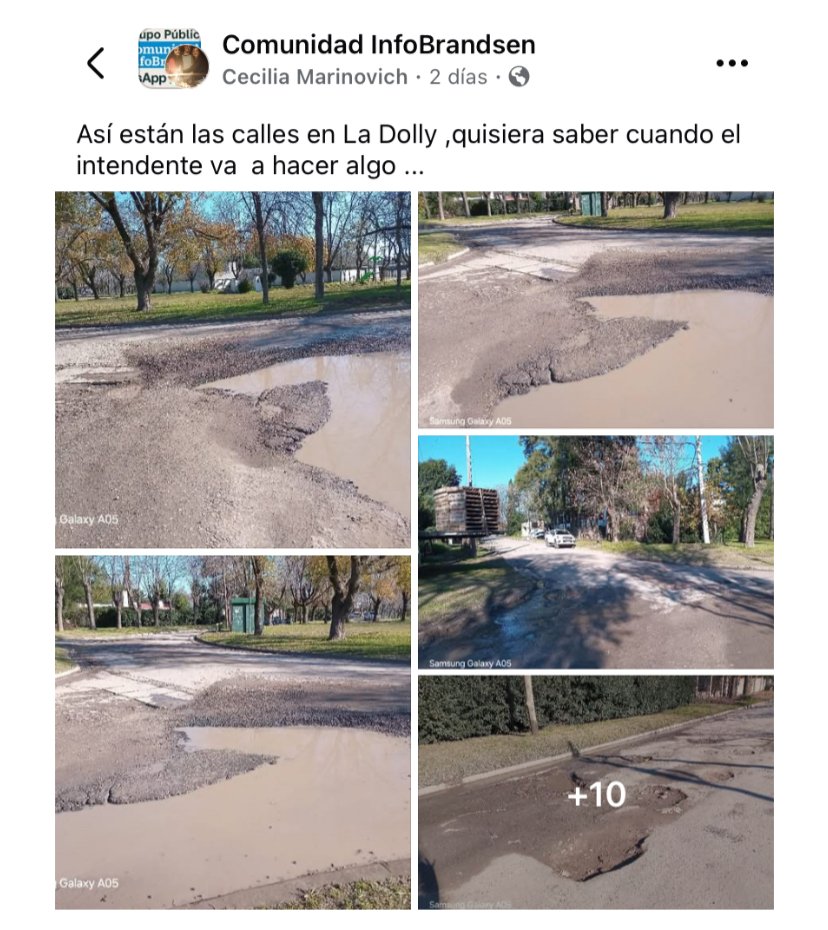 upo Públic
omuni
foBr
sApp
Comunidad InfoBrandsen
Cecilia Marinovich · 2 días ·
Así están las calles en La Dolly ,quisiera saber cuando el
intendente va  a hacer algo ...
Galaxy A05
Samsung Galaxy A05
Samsung Galaxy A05
Galaxy A05
+10
Samsung Galaxy A05